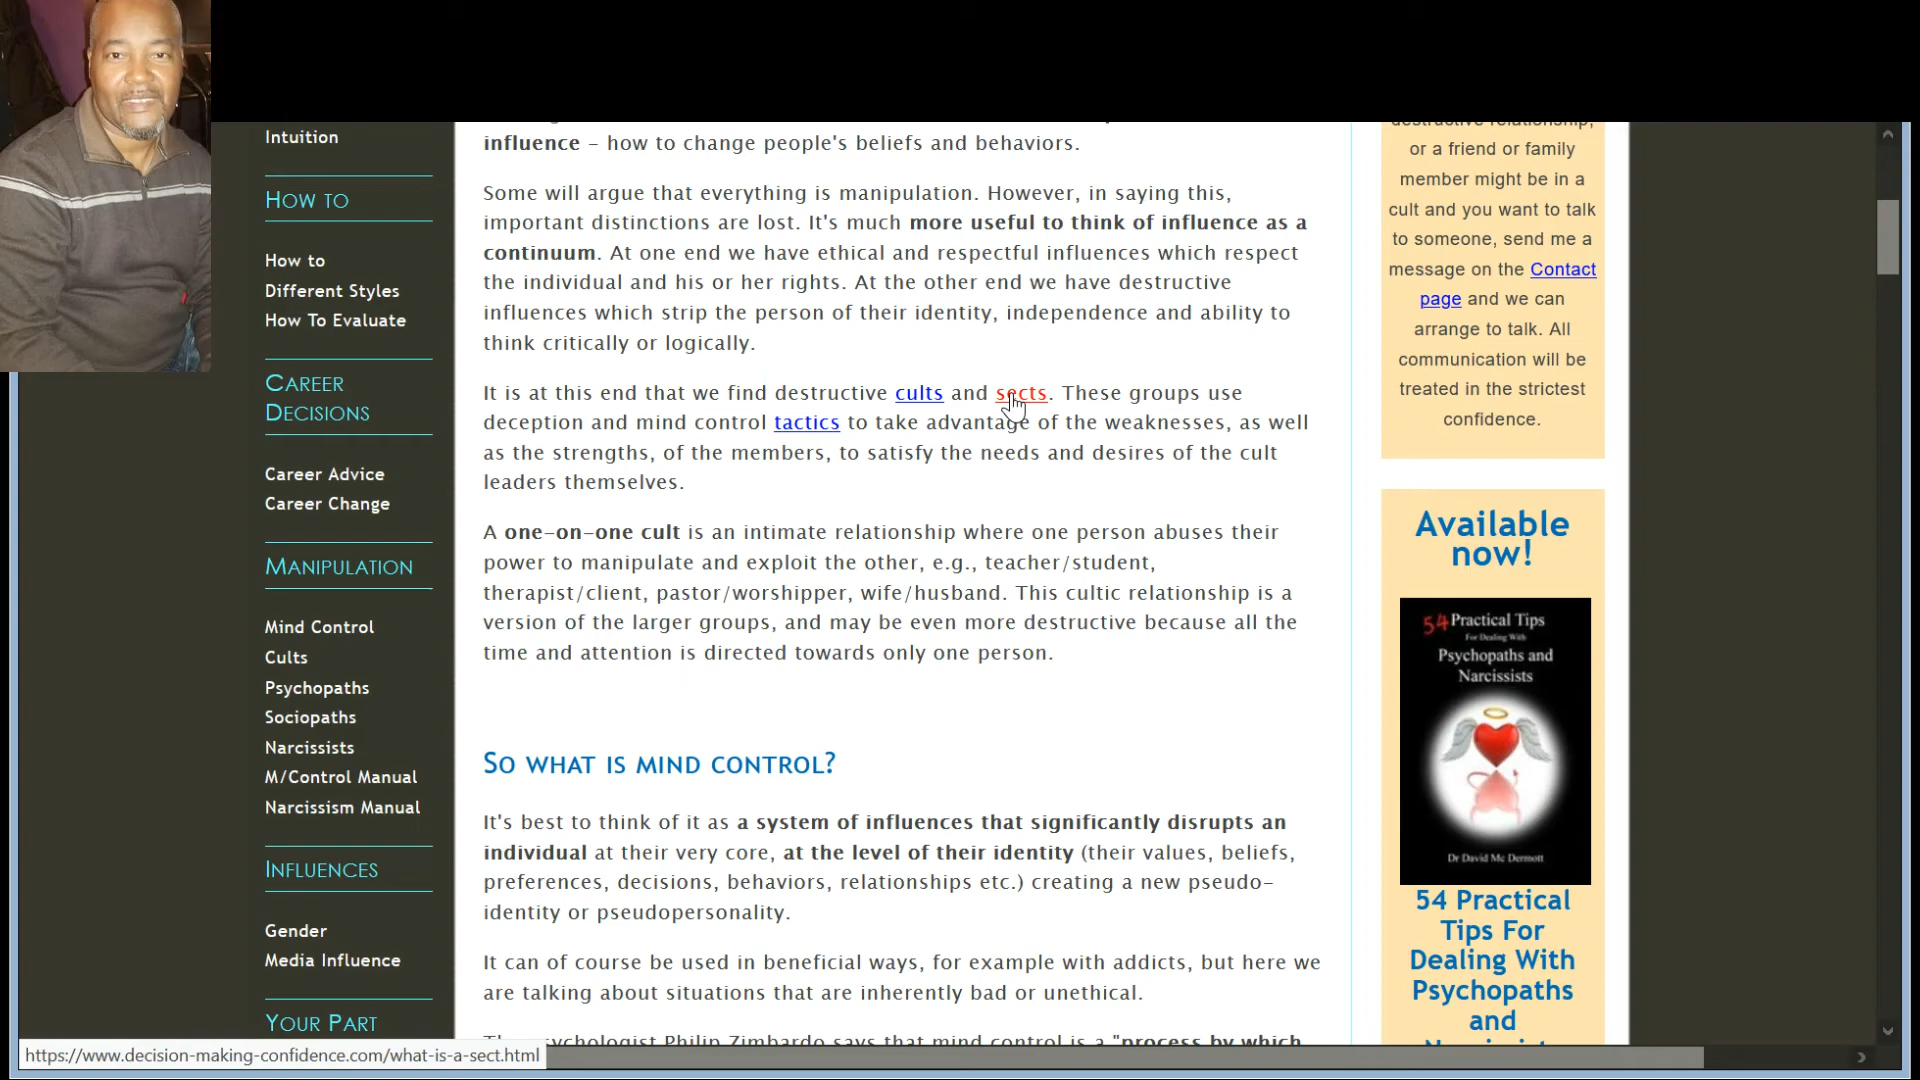 Intuition
HOW TO
How to
Different Styles
How To Evaluate
CAREER
DECISIONS
Career Advice
Career Change
MANIPULATION
Mind Control
Cults
Psychopaths
Sociopaths
Narcissists
M/Control Manual
Narcissism Manual
INFLUENCES
Gender
Media Influence
YOUR PART
influence - how to change people's beliefs and behaviors.
Some will argue that everything is manipulation. However, in saying this,
important distinctions are lost. It's much more useful to think of influence as a
continuum. At one end we have ethical and respectful influences which respect
the individual and his or her rights. At the other end we have destructive
influences which strip the person of their identity, independence and ability to
think critically or logically.
It is at this end that we find destructive cults and sects. These groups use
deception and mind control tactics to take advantage of the weaknesses, as well
as the strengths, of the members, to satisfy the needs and desires of the cult
leaders themselves.
A one-on-one cult is an intimate relationship where one person abuses their
power to manipulate and exploit the other, e.g., teacher/student,
therapist/client, pastor/worshipper, wife/husband. This cultic relationship is a
version of the larger groups, and may be even more destructive because all the
time and attention is directed towards only one person.
SO WHAT IS MIND CONTROL?
It's best to think of it as a system of influences that significantly disrupts an
individual at their very core, at the level of their identity (their values, beliefs,
preferences, decisions, behaviors, relationships etc.) creating a new pseudo-
identity or pseudopersonality.
It can of course be used in beneficial ways, for example with addicts, but here we
are talking about situations that are inherently bad or unethical.
The psychologist Philip Zimbardo says that mind control is a "process by which
destructive relationship,
or a friend or family
member might be in a
cult and you want to talk
to someone, send me a
message on the Contact
page and we can
arrange to talk. All
communication will be
treated in the strictest
confidence.
Available
now!
54 Practical Tips
For Dealing With
Psychopaths and
Narcissists
Dr David Mc Dermott
54 Practical
Tips For
Dealing With
Psychopaths
and
https://www.decision-making-confidence.com/what-is-a-sect.html